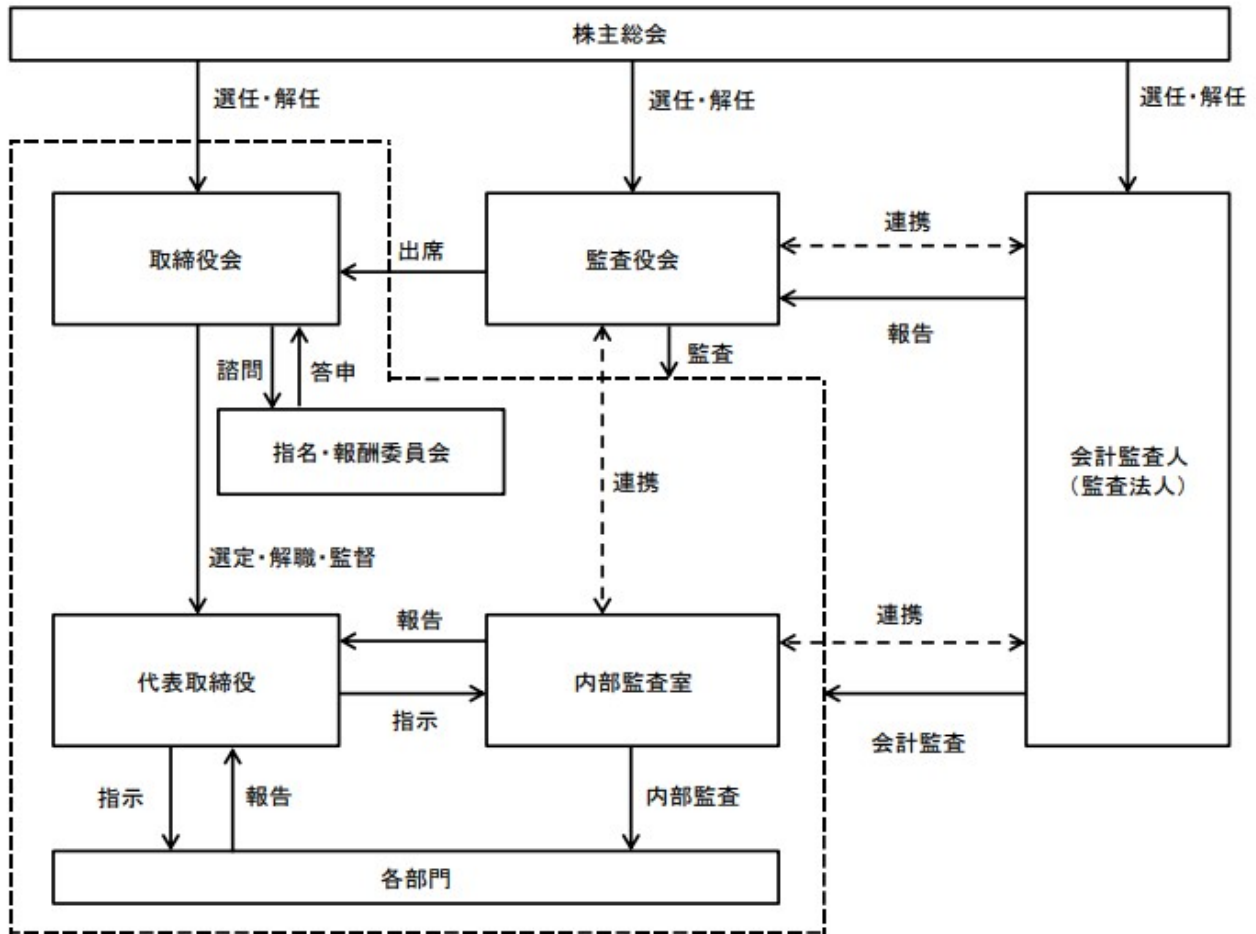 株主総会
選任・解任
選任・解任
選任・解任
取締役会
出席
監査役会
連携
報告
諮問
答申
監査
指名・報酬委員会
連携
会計監査人
(監査法人)
選定・解職・監督
代表取締役
報告
指示
内部監査室
連携
会計監査
指示
報告
内部監査
各部門